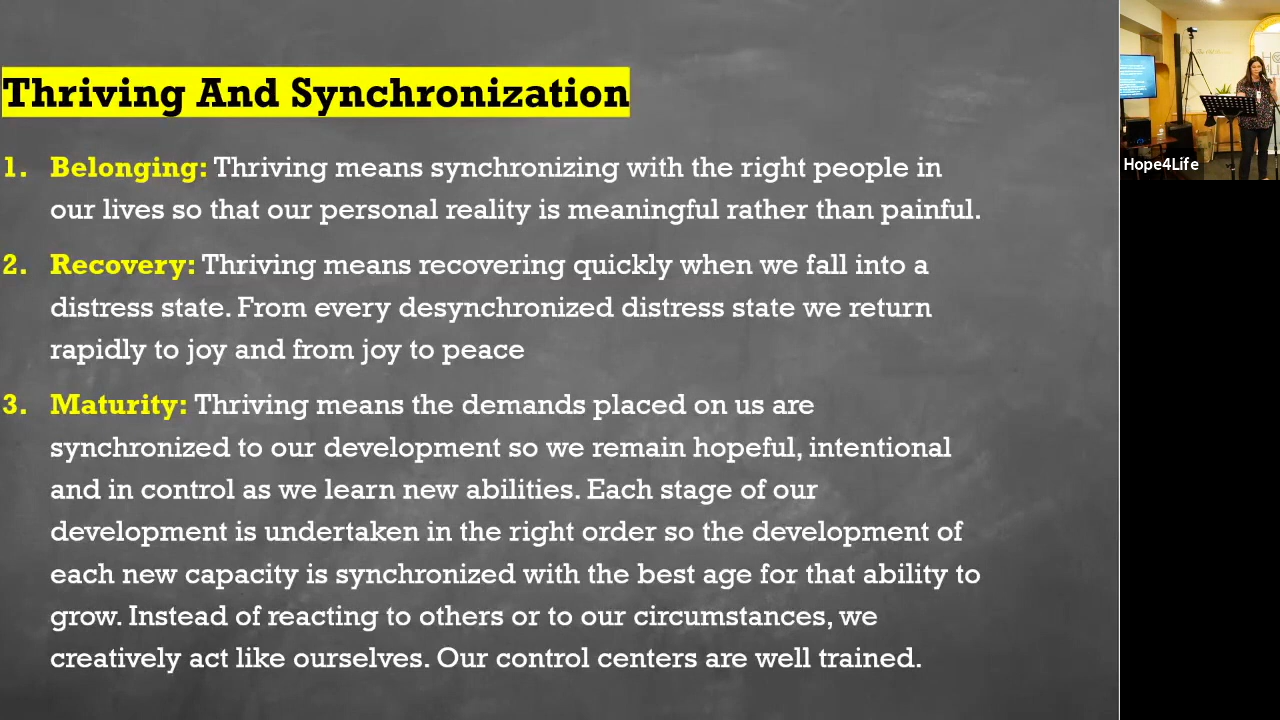 Thriving And Synchronization
1. Belonging: Thriving means synchronizing with the right people in
our lives so that our personal reality is meaningful rather than painful.
2. Recovery: Thriving means recovering quickly when we fall into a
distress state. From every desynchronized distress state we return
rapidly to joy and from joy to peace
3. Maturity: Thriving means the demands placed on us are
synchronized to our development so we remain hopeful, intentional
and in control as we learn new abilities. Each stage of our
development is undertaken in the right order so the development of
each new capacity is synchronized with the best age for that ability to
grow. Instead of reacting to others or to our circumstances, we
creatively act like ourselves. Our control centers are well trained.
Hope4Life